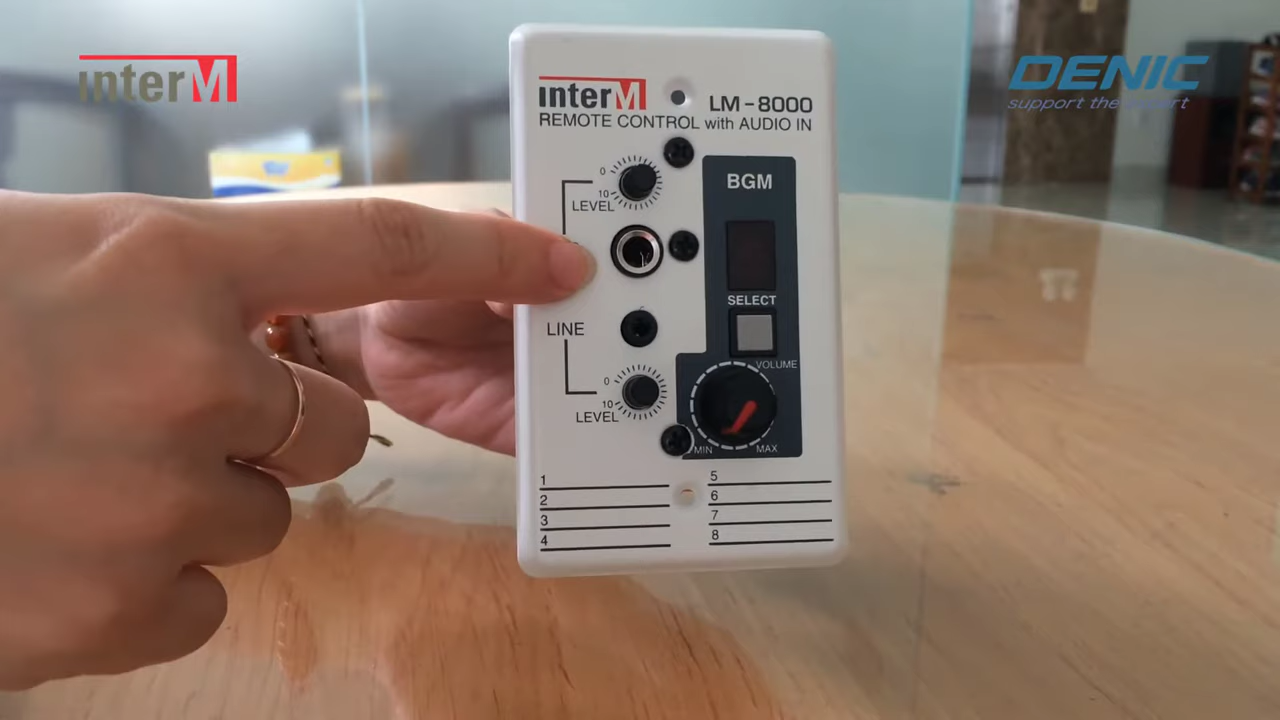 interM
DENIC
support the expert
interM
LM-8000
REMOTE CONTROL with AUDIO IN
0
10
LEVEL
BGM
SELECT
LINE
VOLUME
0
10
LEVEL
MIN
MAX
1
2
3
4
5
6
7
8